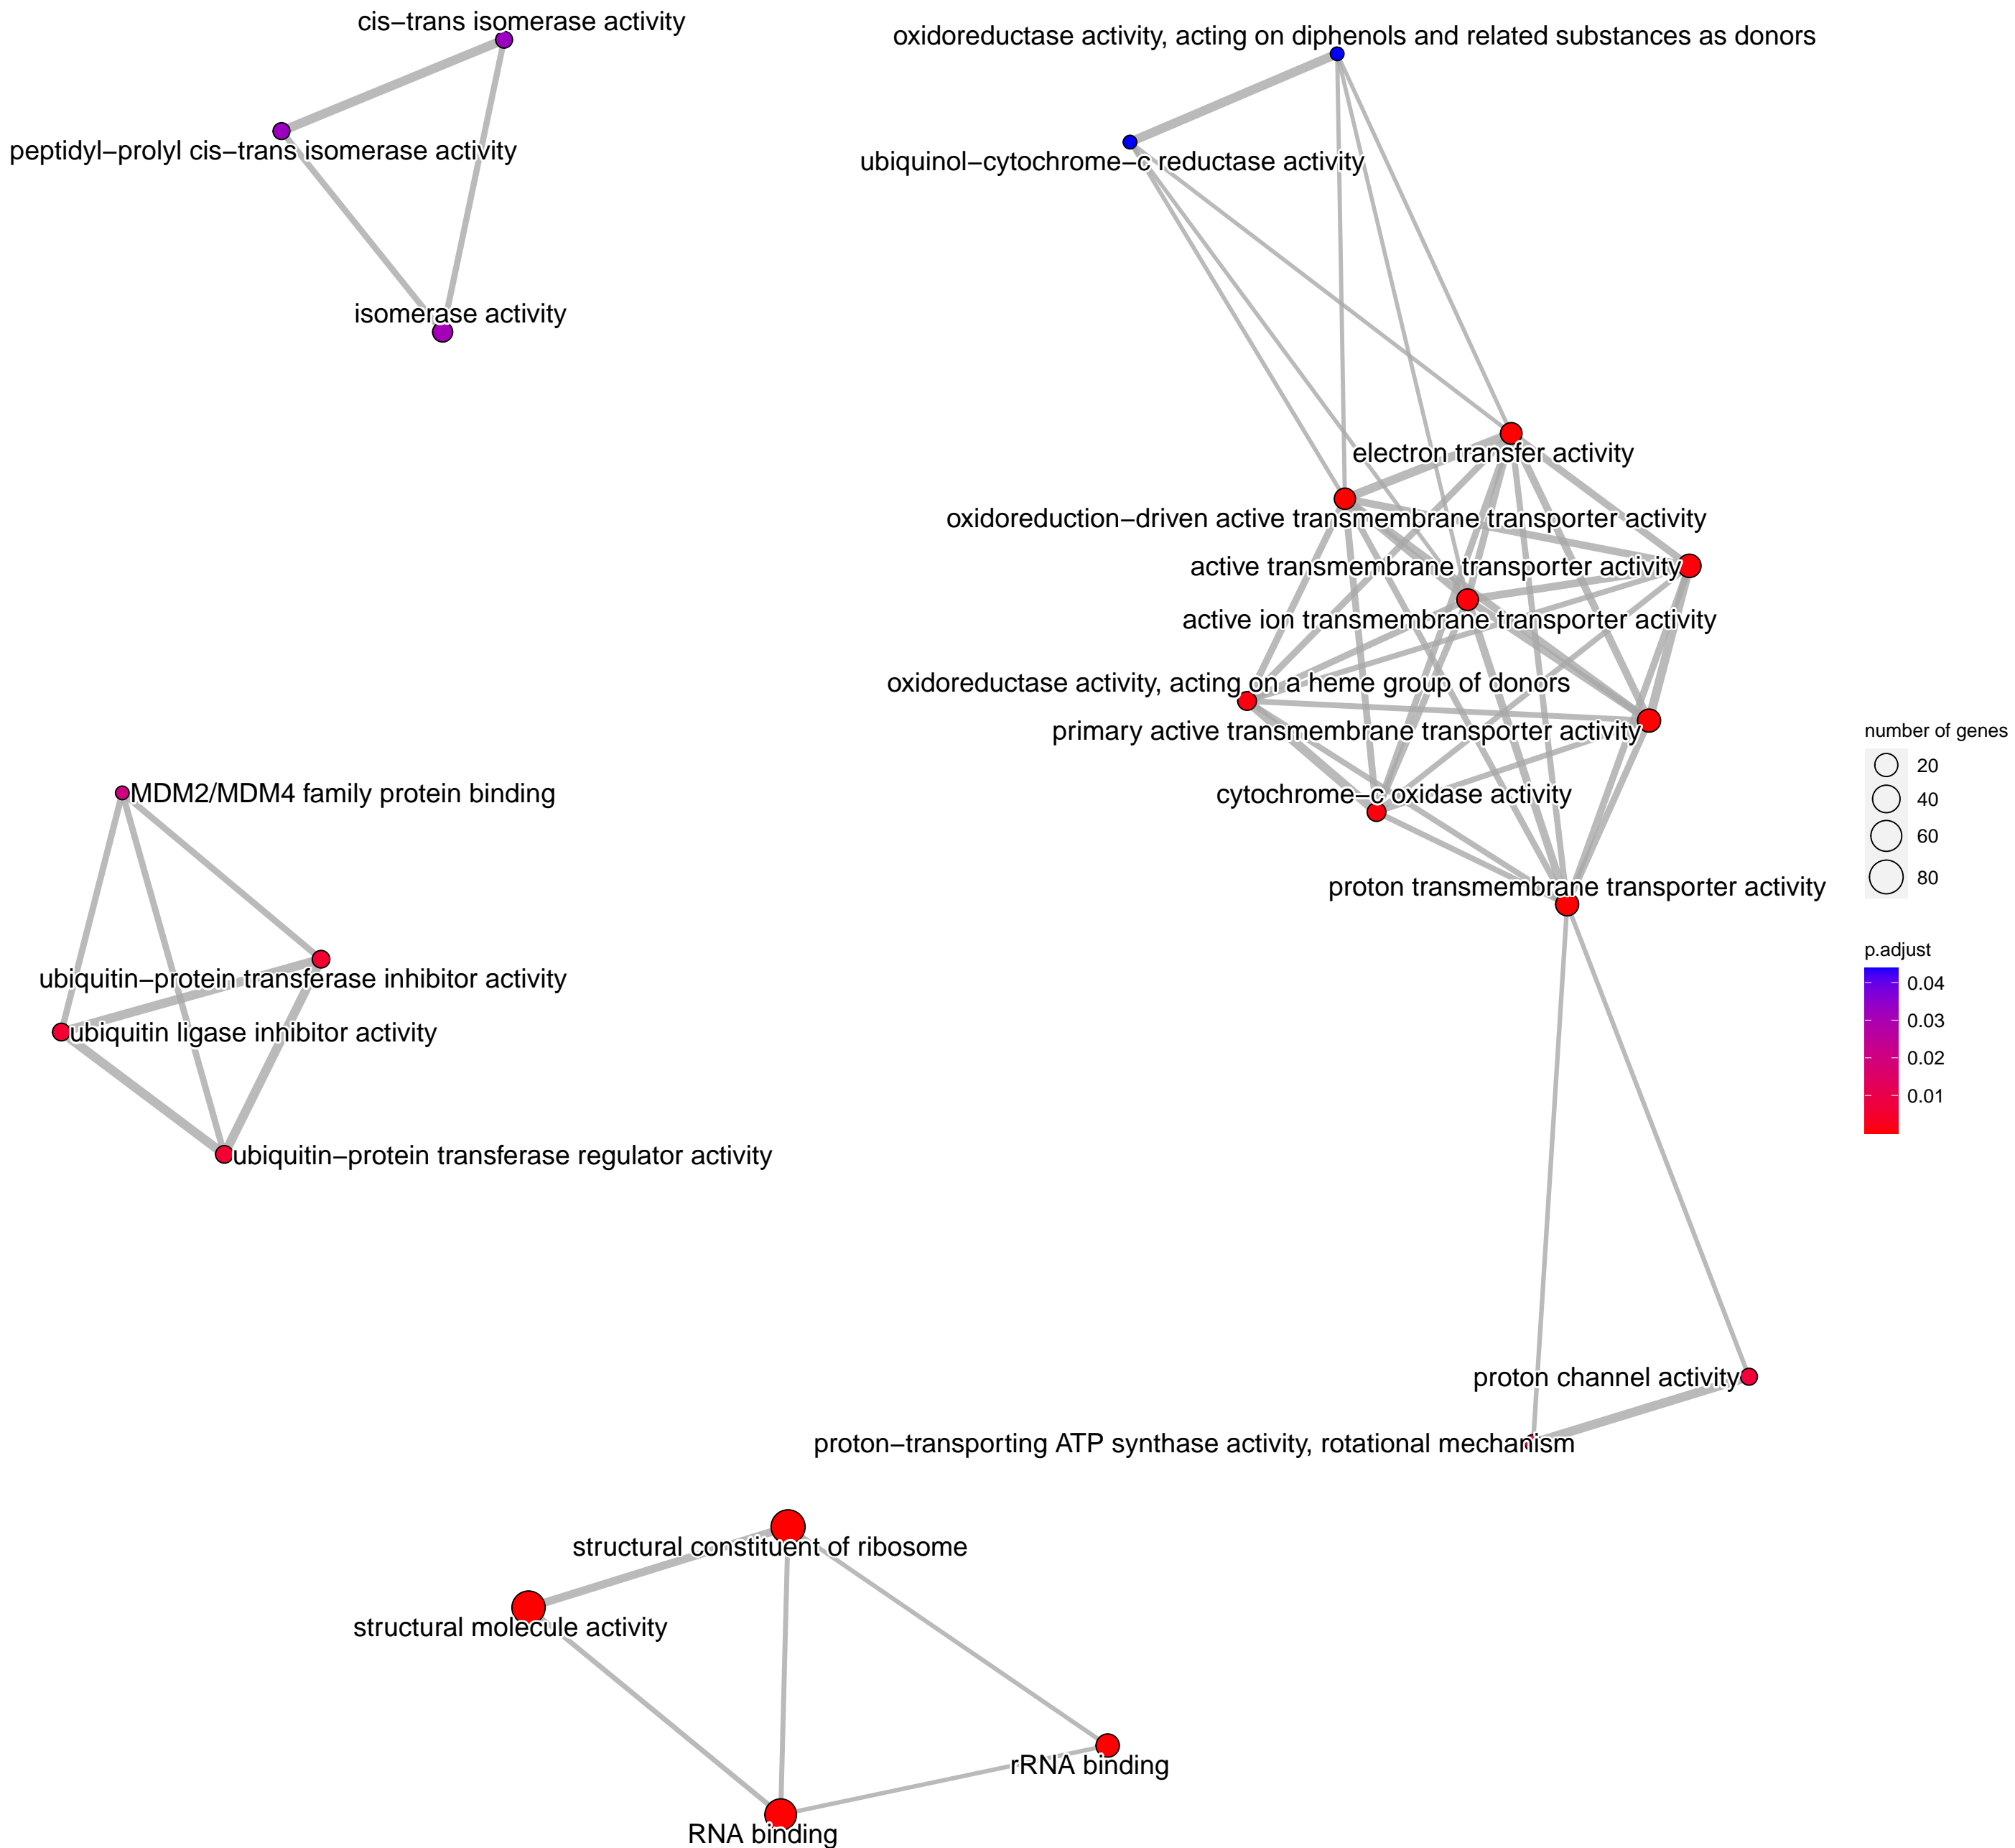 cis−trans isomerase activity
oxidoreductase activity, acting on diphenols and related substances as donors
peptidyl−prolyl cis−trans isomerase activity
ubiquinol−cytochrome−c reductase activity
isomerase activity
electron transfer activity
oxidoreduction−driven active transmembrane transporter activity
active transmembrane transporter activity
active ion transmembrane transporter activity
oxidoreductase activity, acting on a heme group of donors
primary active transmembrane transporter activity
cytochrome−c oxidase activity
proton transmembrane transporter activity
MDM2/MDM4 family protein binding
ubiquitin−protein transferase inhibitor activity
ubiquitin ligase inhibitor activity
ubiquitin−protein transferase regulator activity
proton channel activity
proton−transporting ATP synthase activity, rotational mechanism
structural constituent of ribosome
structural molecule activity
rRNA binding
RNA binding
number of genes
20
40
60
80
p.adjust
0.04
0.03
0.02
0.01